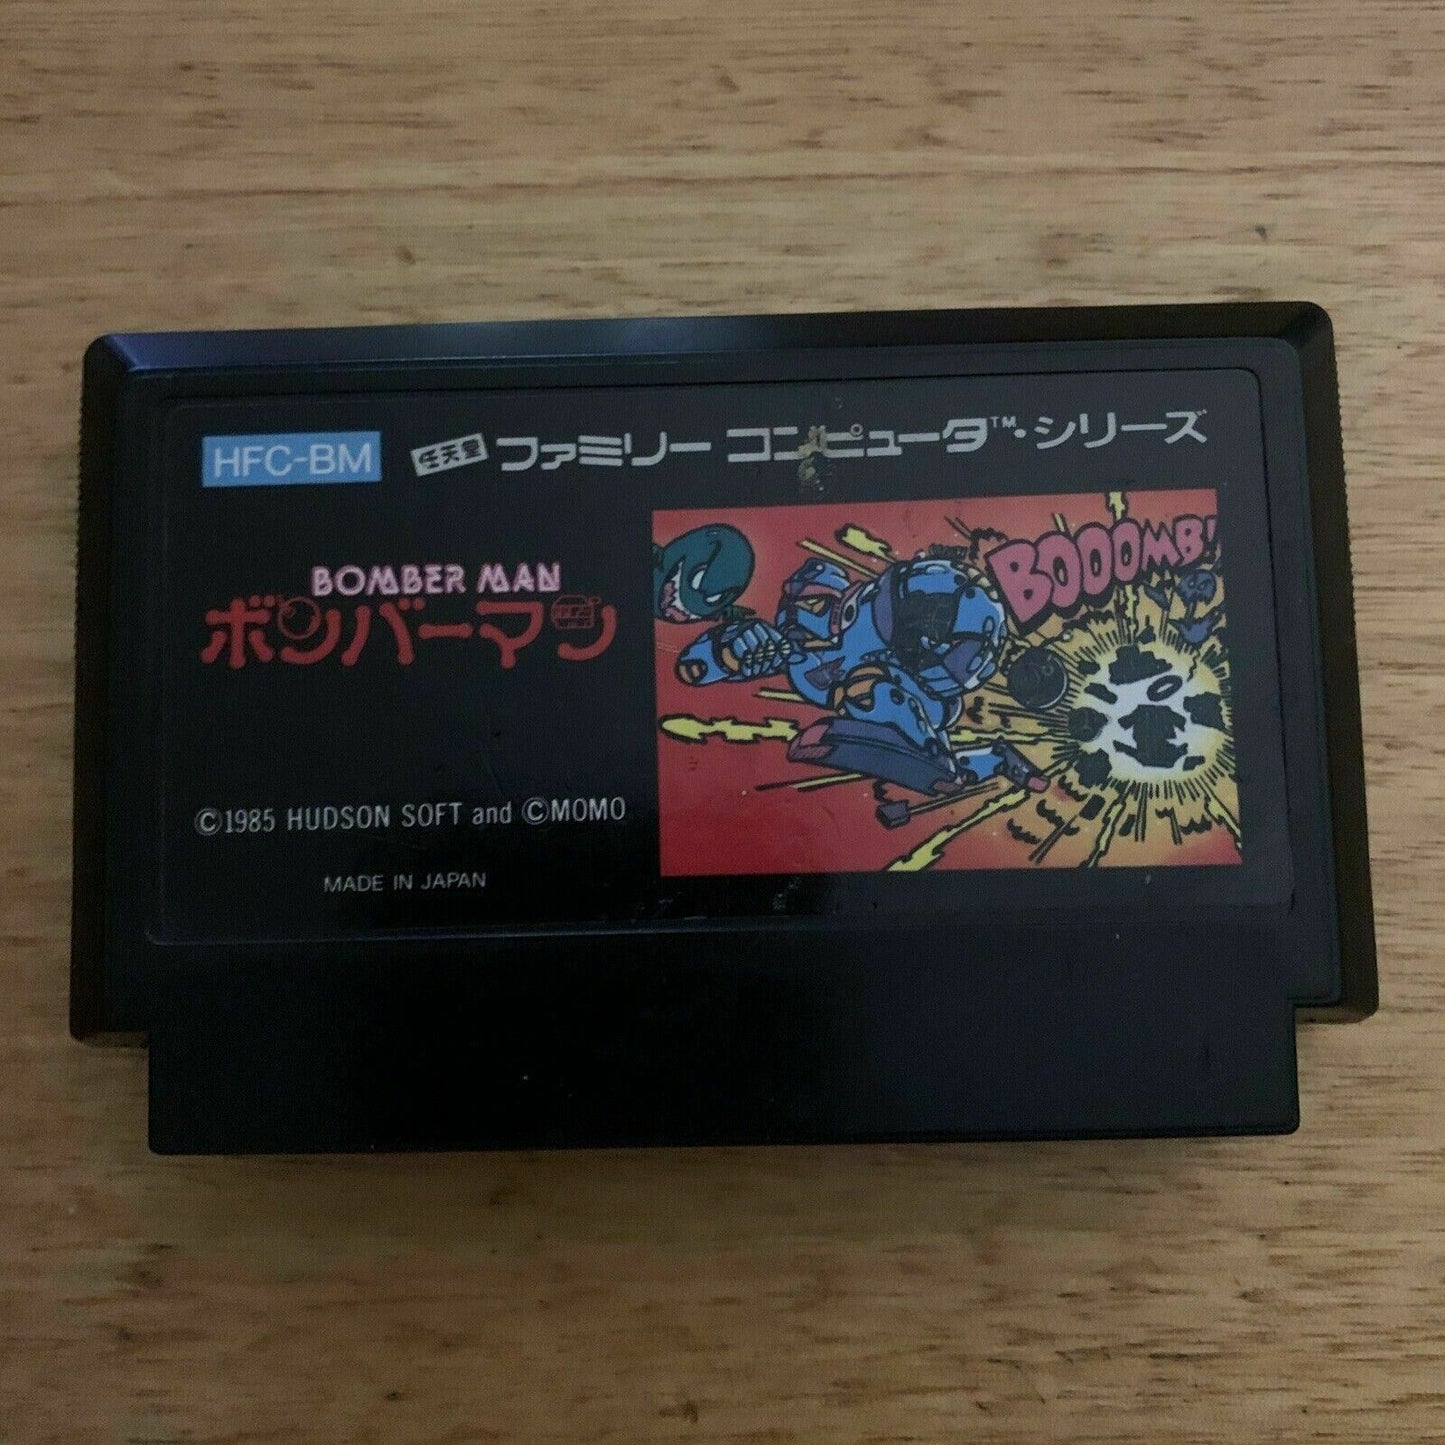 HFC-BM
任天堂 ファミリー コンピュータ™・シリーズ
BOMBER MAN
ボンバーマン
BOOOMB!
©1985 HUDSON SOFT and ©MOMO
MADE IN JAPAN